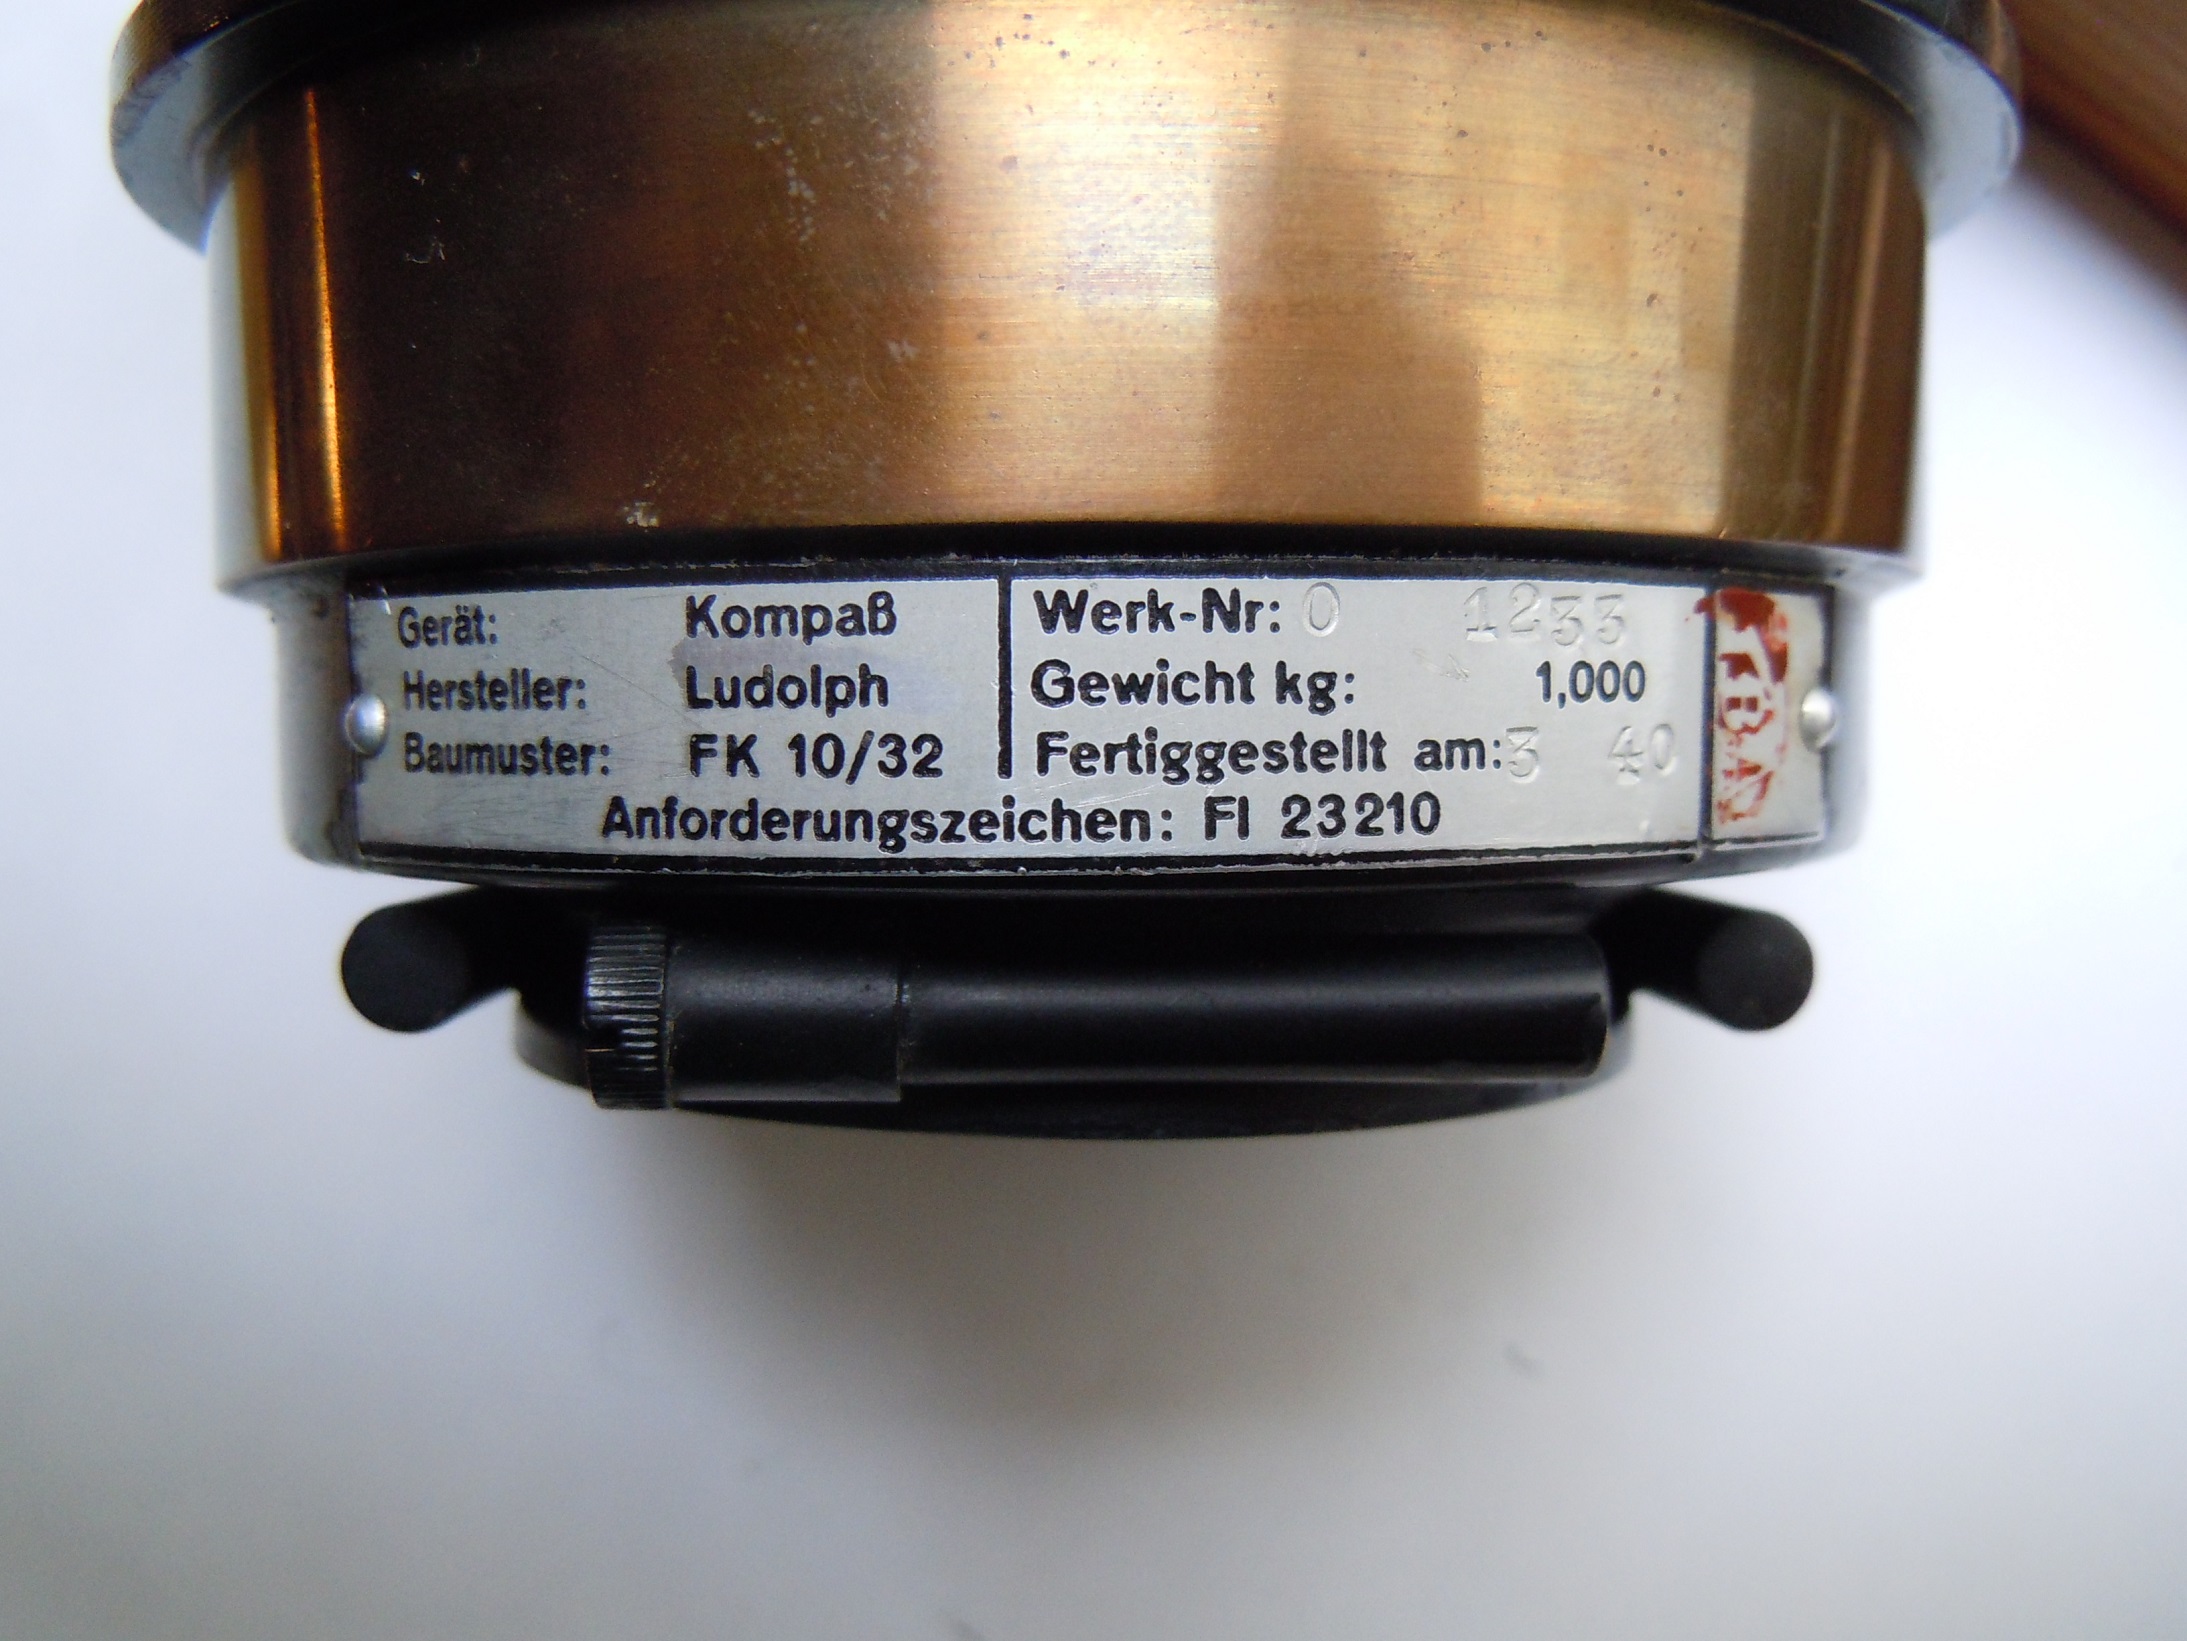 Gerät: Kompaß
Hersteller: Ludolph
Baumuster: FK 10/32
Werk-Nr: 0 1233
Gewicht kg: 1,000
Fertiggestellt am: 3 40
Anforderungszeichen: Fl 23210